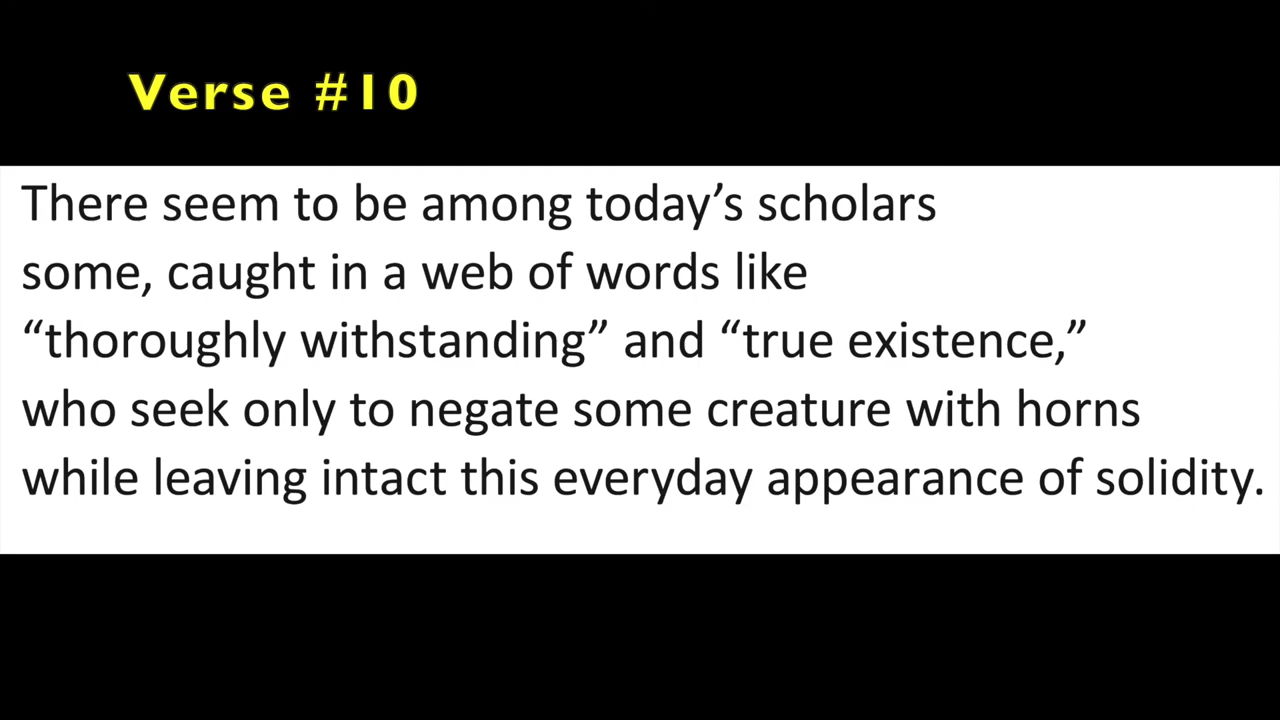 Verse #10
There seem to be among today’s scholars
some, caught in a web of words like
“thoroughly withstanding” and “true existence,”
who seek only to negate some creature with horns
while leaving intact this everyday appearance of solidity.